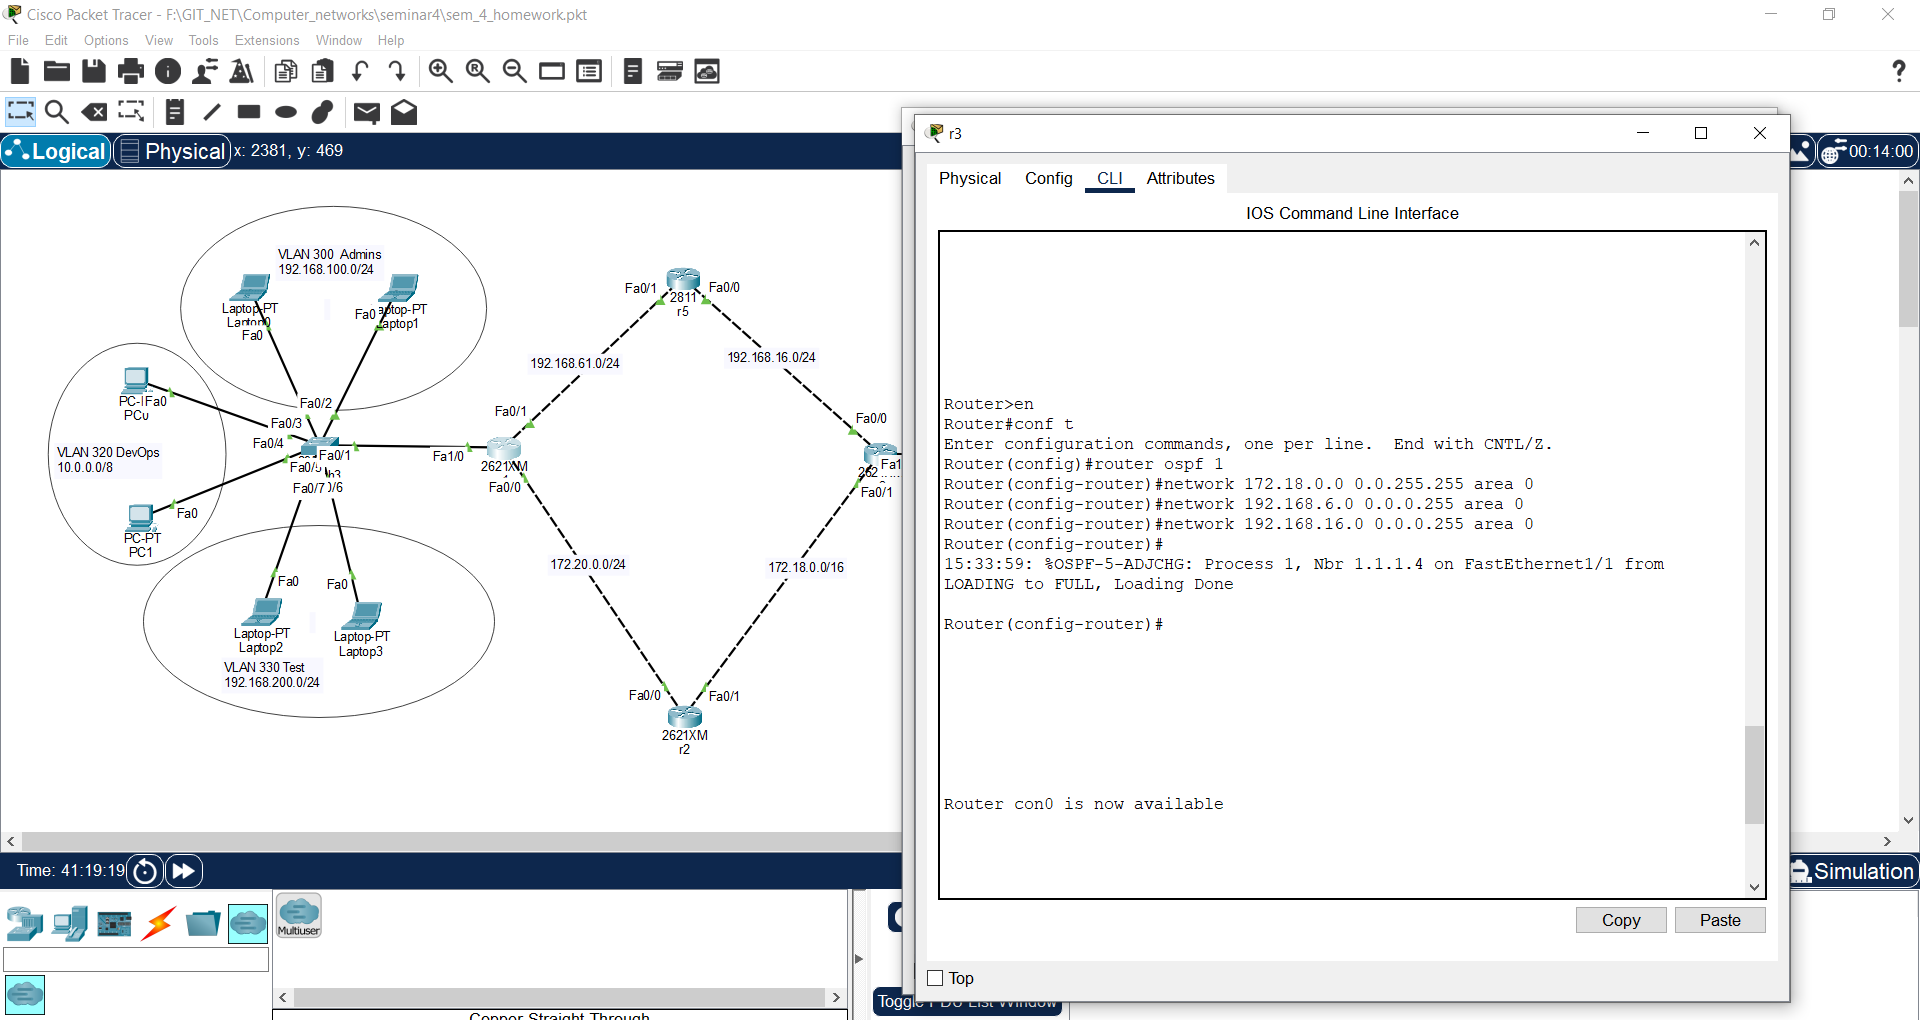 Cisco Packet Tracer - F:\GIT_NET\Computer_networks\seminar4\sem_4_homework.pkt
File Edit Options View Tools Extensions Window Help
Logical Physical x: 2381, y: 469
00:14:00
VLAN 300 Admins
192.168.100.0/24
Laptop-PT
Laptop0
Fa0
Fa0
aptop-PT
aptop1
PC-
Fa0
Fa0/2
Fa0/3
Fa0/4
VLAN 320 DevOps
10.0.0.0/8
Fa0/1
Fa0/5
Fa0/7
0/6
Fa0
PC-PT
PC1
Fa0
Fa0
Laptop-PT
Laptop2
Laptop-PT
Laptop3
VLAN 330 Test
192.168.200.0/24
Fa1/0
Fa0/1
2621XM
Fa0/0
192.168.61.0/24
Fa0/1
Fa0/0
2811
r5
192.168.16.0/24
Fa0/0
Fa1
Fa0/1
172.20.0.0/24
172.18.0.0/16
Fa0/0
Fa0/1
2621XM
r2
r3
Physical Config CLI Attributes
IOS Command Line Interface
Router>en
Router#conf t
Enter configuration commands, one per line. End with CNTL/Z.
Router(config)#router ospf 1
Router(config-router)#network 172.18.0.0 0.0.255.255 area 0
Router(config-router)#network 192.168.6.0 0.0.0.255 area 0
Router(config-router)#network 192.168.16.0 0.0.0.255 area 0
Router(config-router)#
15:33:59: %OSPF-5-ADJCHG: Process 1, Nbr 1.1.1.4 on FastEthernet1/1 from
LOADING to FULL, Loading Done
Router(config-router)#
Router con0 is now available
Copy Paste
Top
Time: 41:19:19
Simulation
Multiuser
Toggle PDU List Window
Copper Straight-Through